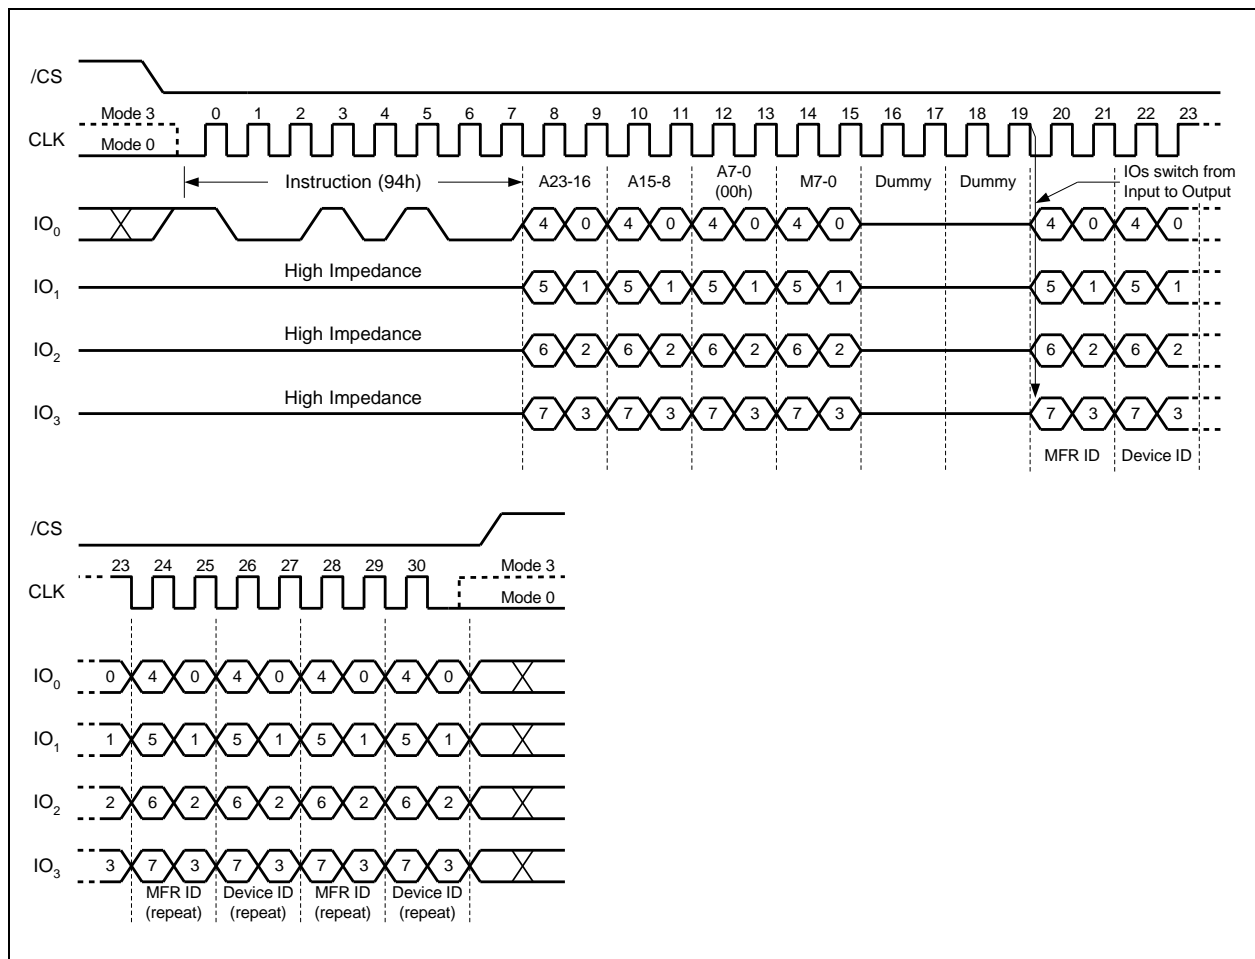 /CS
Mode 3
0 1 2 3 4 5 6 7 8 9 10 11 12 13 14 15 16 17 18 19 20 21 22 23
CLK
Mode 0
Instruction (94h)
A23-16
A15-8
A7-0
(00h)
M7-0
Dummy
Dummy
IOs switch from
Input to Output
IO0 4 0 4 0 4 0 4 0 4 0 4 0
High Impedance
IO1 5 1 5 1 5 1 5 1 5 1 5 1
High Impedance
IO2 6 2 6 2 6 2 6 2 6 2 6 2
High Impedance
IO3 7 3 7 3 7 3 7 3 7 3 7 3
MFR ID Device ID
/CS
23 24 25 26 27 28 29 30 Mode 3
CLK
Mode 0
IO0 0 4 0 4 0 4 0 4 0
IO1 1 5 1 5 1 5 1 5 1
IO2 2 6 2 6 2 6 2 6 2
IO3 3 7 3 7 3 7 3 7 3
MFR ID
(repeat)
Device ID
(repeat)
MFR ID
(repeat)
Device ID
(repeat)